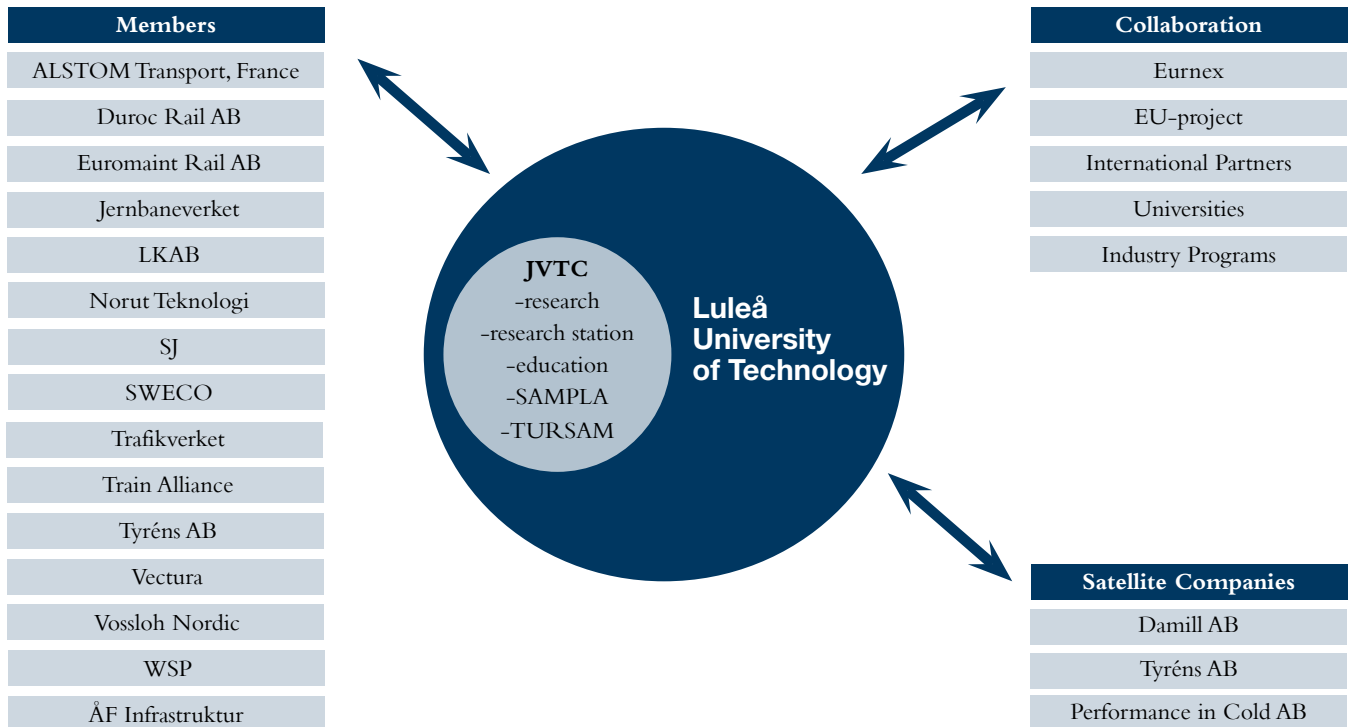 Members
ALSTOM Transport, France
Duroc Rail AB
Euromaint Rail AB
Jernbaneverket
LKAB
Norut Teknologi
SJ
SWECO
Trafikverket
Train Alliance
Tyréns AB
Vectura
Vossloh Nordic
WSP
ÅF Infrastruktur
JVTC
-research
-research station
-education
-SAMPLA
-TURSAM
Luleå
University
of Technology
Collaboration
Eurnex
EU-project
International Partners
Universities
Industry Programs
Satellite Companies
Damill AB
Tyréns AB
Performance in Cold AB